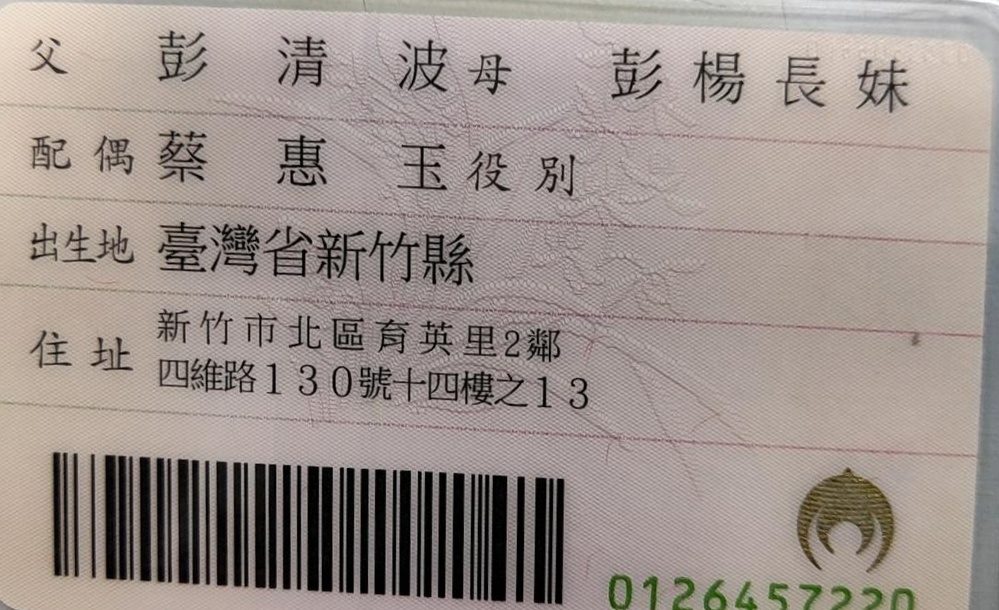 父 彭清波 母 彭楊長妹
配偶 蔡惠玉 役別
出生地 臺灣省新竹縣
住址 新竹市北區育英里2鄰
四維路130號十四樓之13
0126457220